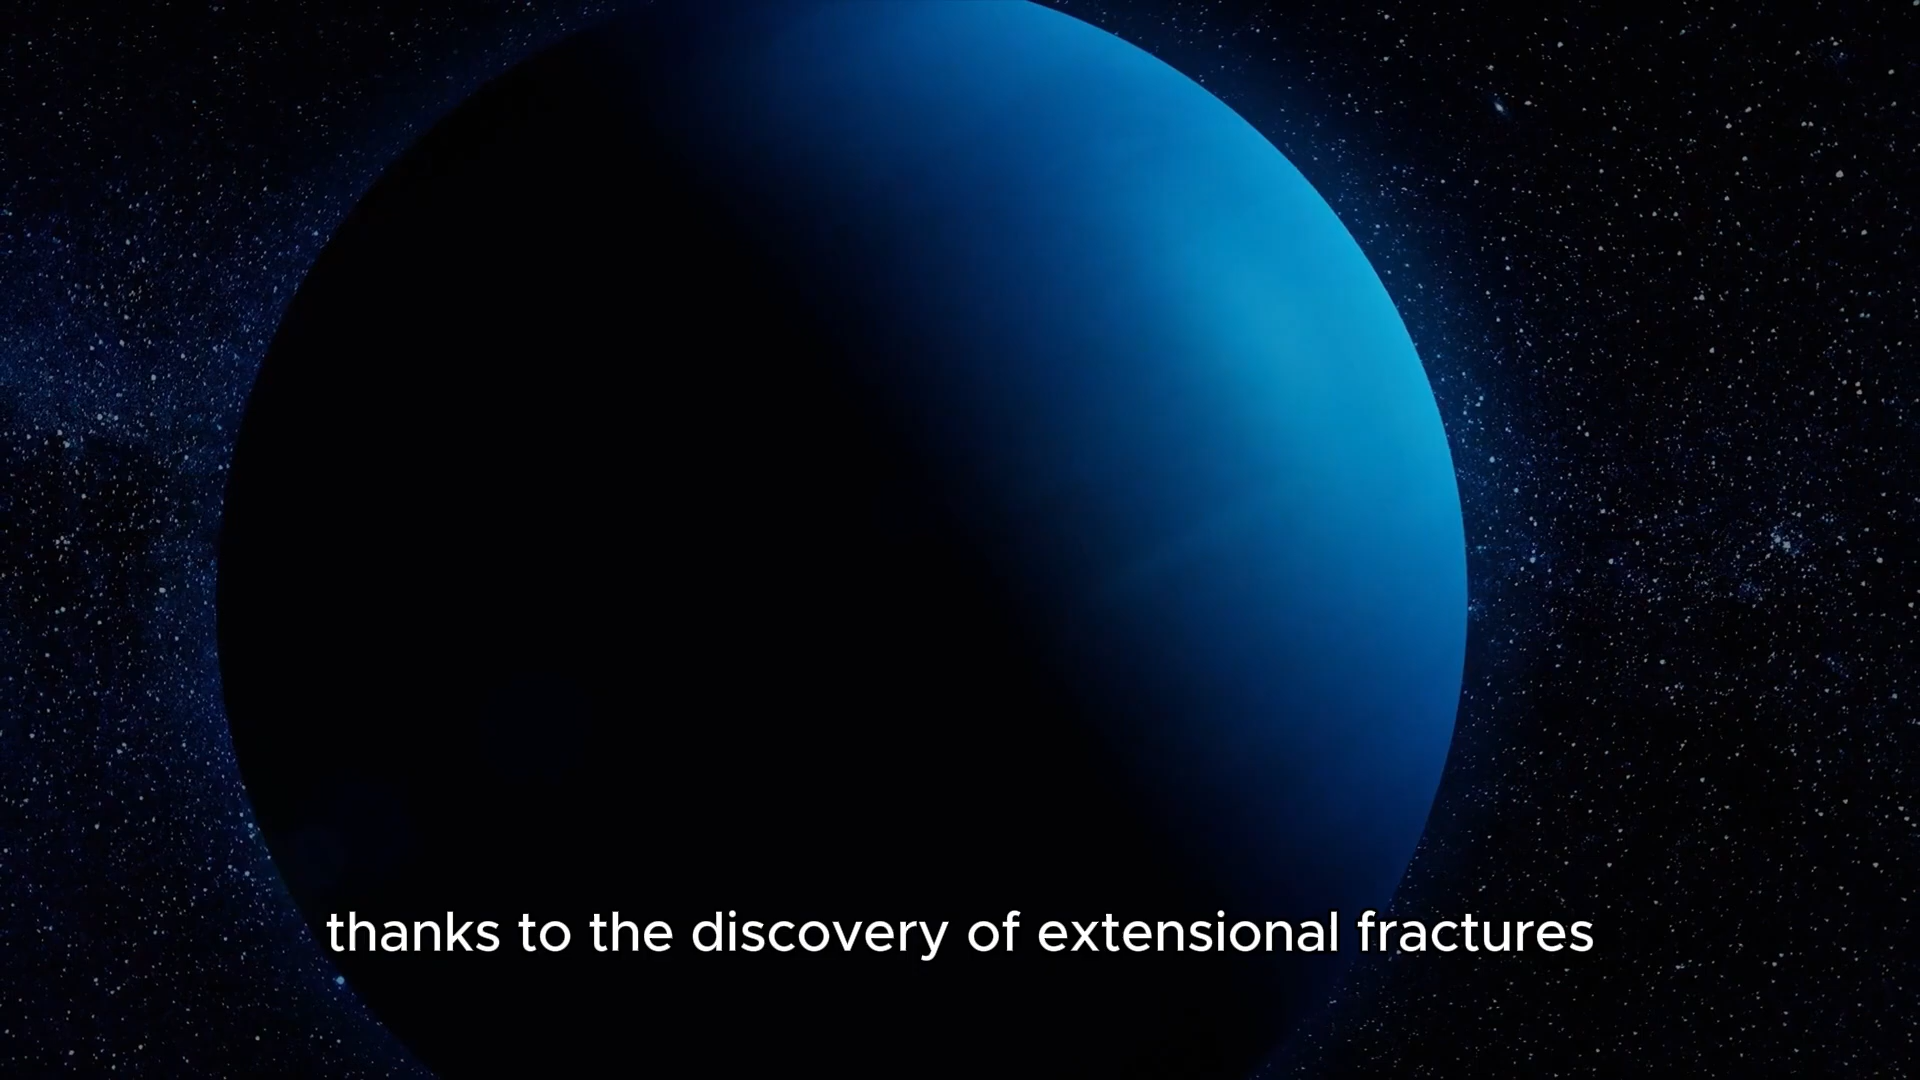 thanks to the discovery of extensional fractures